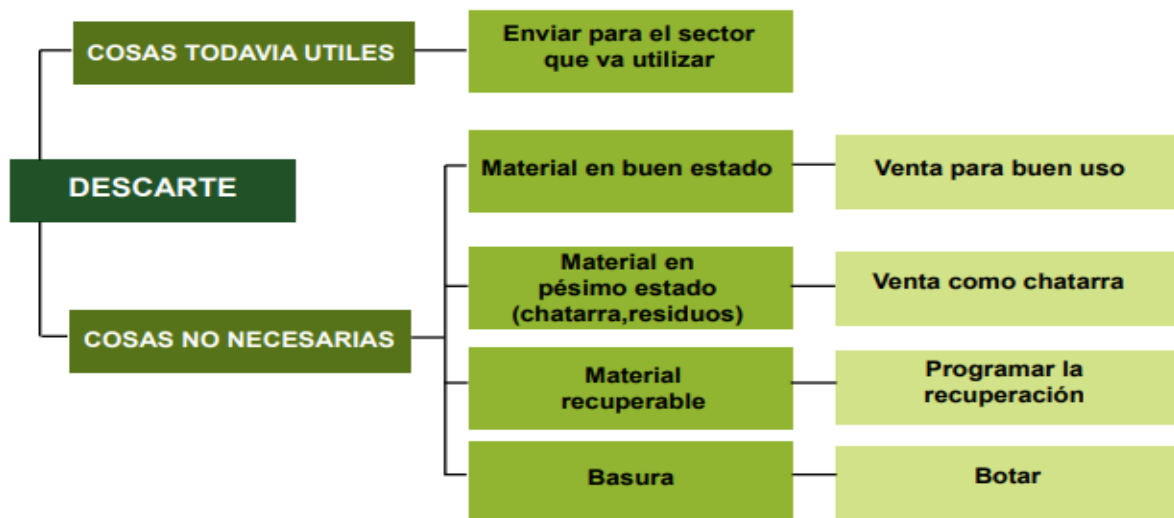 COSAS TODAVIA UTILES
Enviar para el sector
que va utilizar
DESCARTE
COSAS NO NECESARIAS
Material en buen estado
Venta para buen uso
Material en
pésimo estado
(chatarra,residuos)
Venta como chatarra
Material
recuperable
Programar la
recuperación
Basura
Botar